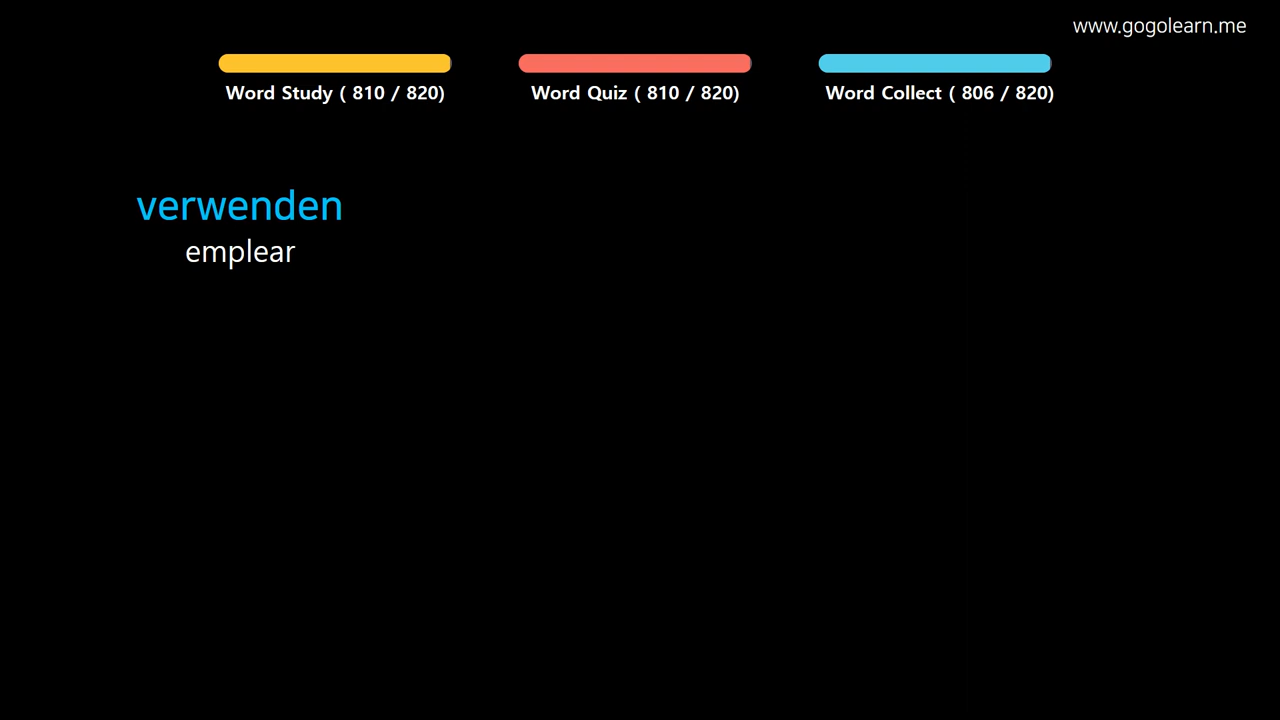 www.gogolearn.me
Word Study ( 810 / 820)
Word Quiz ( 810 / 820)
Word Collect ( 806 / 820)
verwenden
emplear